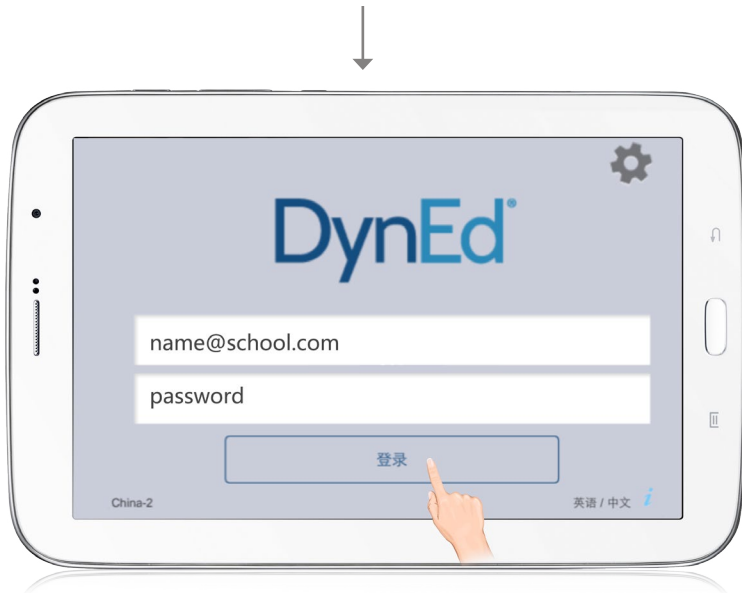 DynEd®
name@school.com
password
登录
China-2
英语 / 中文
i